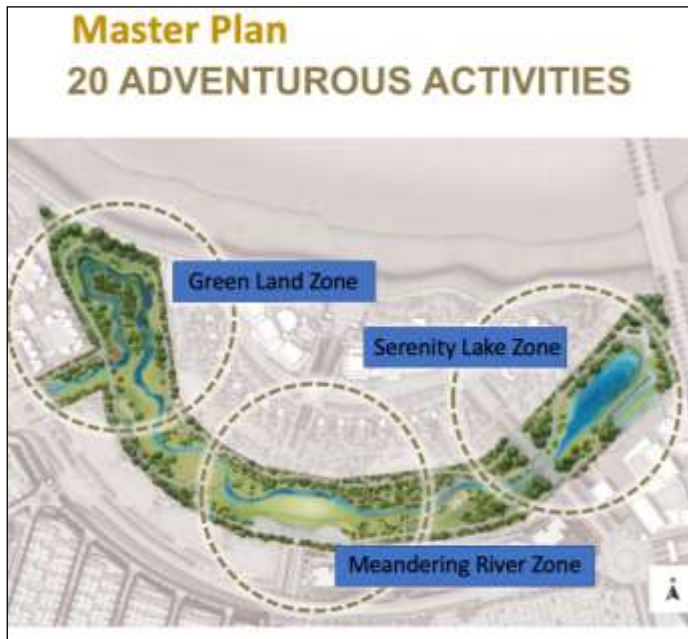 Master Plan
20 ADVENTUROUS ACTIVITIES
Green Land Zone
Serenity Lake Zone
Meandering River Zone